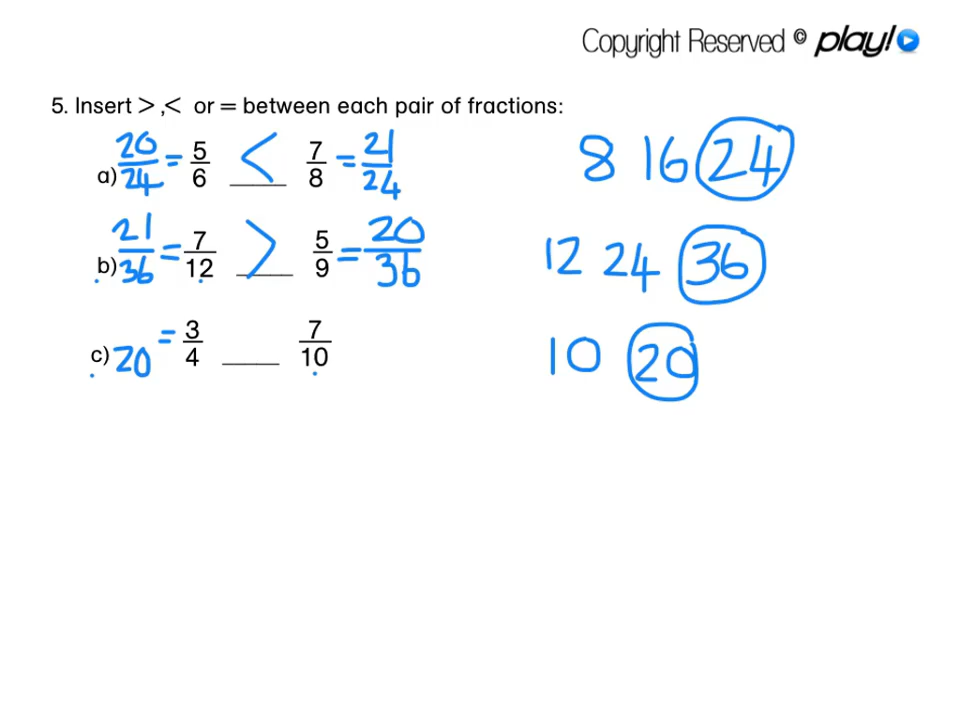 Copyright Reserved © play!
5. Insert > ,< or = between each pair of fractions:
a) 20/24 = 5/6 < 7/8 = 21/24 8 16 24
b) 21/36 = 7/12 > 5/9 = 20/36 12 24 36
c) 20 = 3/4 ____ 7/10 10 20